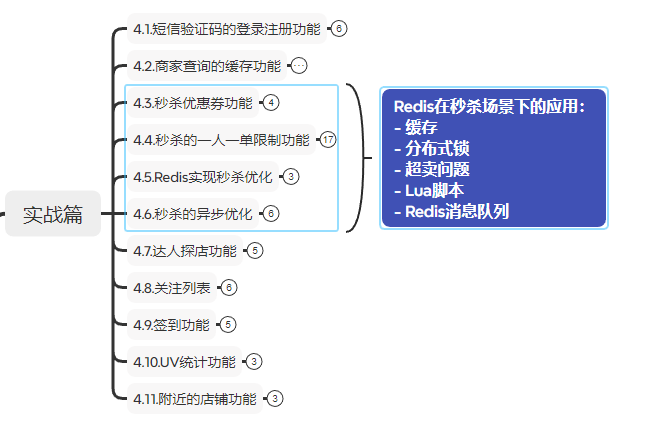 实战篇
4.1.短信验证码的登录注册功能 6
4.2.商家查询的缓存功能 ...
4.3.秒杀优惠券功能 4
4.4.秒杀的一人一单限制功能 17
4.5.Redis实现秒杀优化 3
4.6.秒杀的异步优化 6
4.7.达人探店功能 5
4.8.关注列表 6
4.9.签到功能 5
4.10.UV统计功能 3
4.11.附近的店铺功能 3
Redis在秒杀场景下的应用：
- 缓存
- 分布式锁
- 超卖问题
- Lua脚本
- Redis消息队列